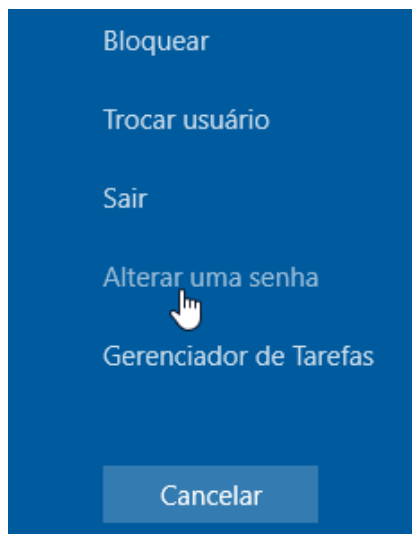 Bloquear
Trocar usuário
Sair
Alterar uma senha
Gerenciador de Tarefas
Cancelar